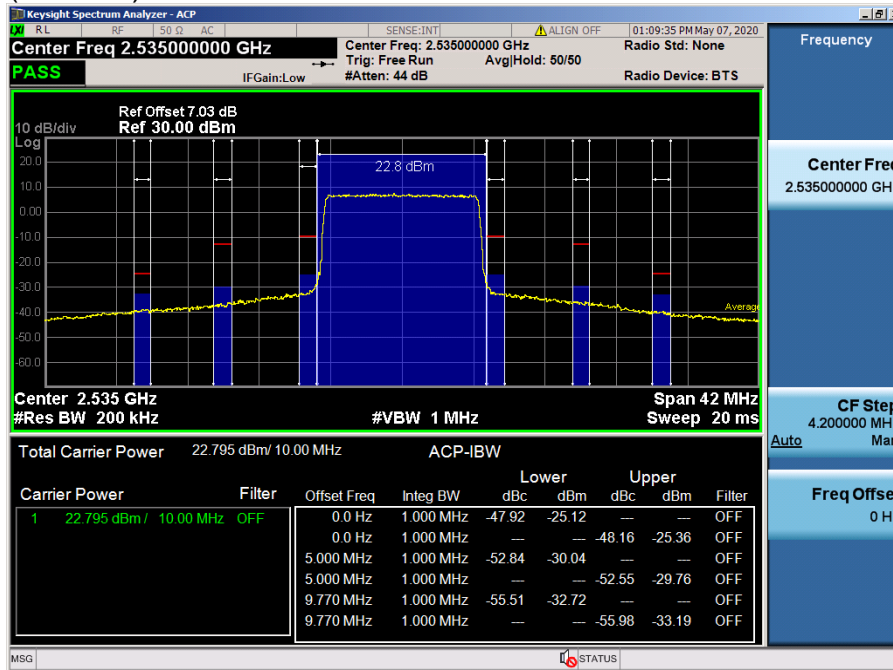 Keysight Spectrum Analyzer - ACP
LXI RL RF 50 Ω AC SENSE:INT ALIGN OFF 01:09:35 PM May 07, 2020
Center Freq 2.535000000 GHz Center Freq: 2.535000000 GHz Radio Std: None
Trig: Free Run Avg|Hold: 50/50
PASS IFGain:Low #Atten: 44 dB Radio Device: BTS
Frequency
Ref Offset 7.03 dB
10 dB/div Ref 30.00 dBm
Log
20.0
10.0
0.00
-10.0
-20.0
-30.0
-40.0
-50.0
-60.0
22.8 dBm
Average
Center 2.535 GHz Span 42 MHz
#Res BW 200 kHz #VBW 1 MHz Sweep 20 ms
Center Fre
2.535000000 GH
CF Step
4.200000 MH
Auto Ma
Freq Offse
0 H
Total Carrier Power 22.795 dBm/ 10.00 MHz ACP-IBW
Lower Upper
Carrier Power Filter Offset Freq Integ BW dBc dBm dBc dBm Filter
1 22.795 dBm / 10.00 MHz OFF 0.0 Hz 1.000 MHz -47.92 -25.12 --- --- OFF
0.0 Hz 1.000 MHz --- --- -48.16 -25.36 OFF
5.000 MHz 1.000 MHz -52.84 -30.04 --- --- OFF
5.000 MHz 1.000 MHz --- --- -52.55 -29.76 OFF
9.770 MHz 1.000 MHz -55.51 -32.72 --- --- OFF
9.770 MHz 1.000 MHz --- --- -55.98 -33.19 OFF
MSG STATUS